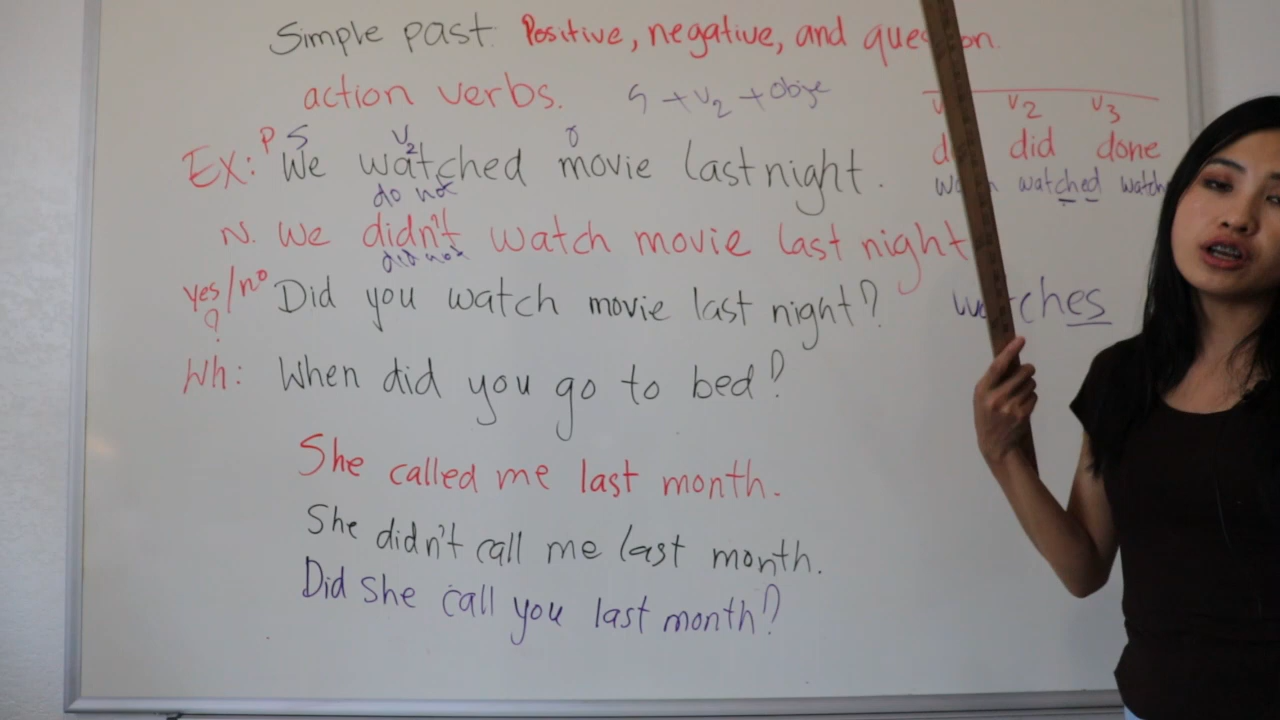 Simple past. Positive, negative, and question.
action verbs. S + V2 + Obje
V2 V3
did done
watched
P S V2 O
Ex: We watched movie last night.
do not
N. We didn't watch movie last night
did not
yes/no ? Did you watch movie last night?
watches
Wh: When did you go to bed?
She called me last month.
She didn't call me last month.
Did she call you last month?